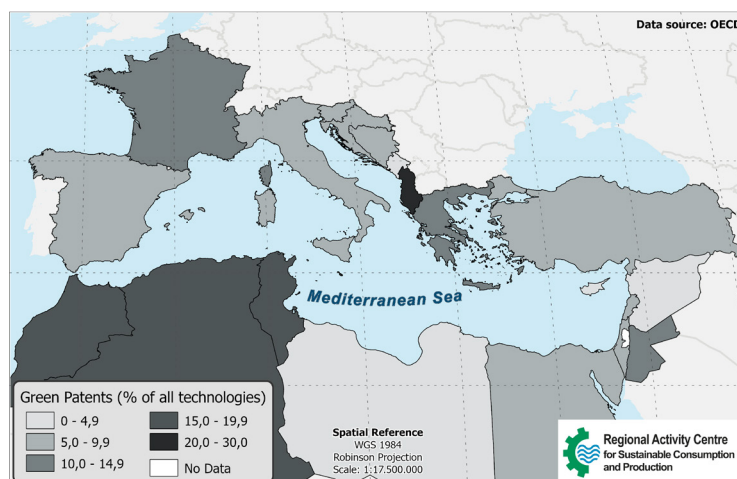 Data source: OECD
Mediterranean Sea
Green Patents (% of all technologies)
0 - 4,9
5,0 - 9,9
10,0 - 14,9
15,0 - 19,9
20,0 - 30,0
No Data
Spatial Reference
WGS 1984
Robinson Projection
Scale: 1:17.500.000
Regional Activity Centre
for Sustainable Consumption
and Production